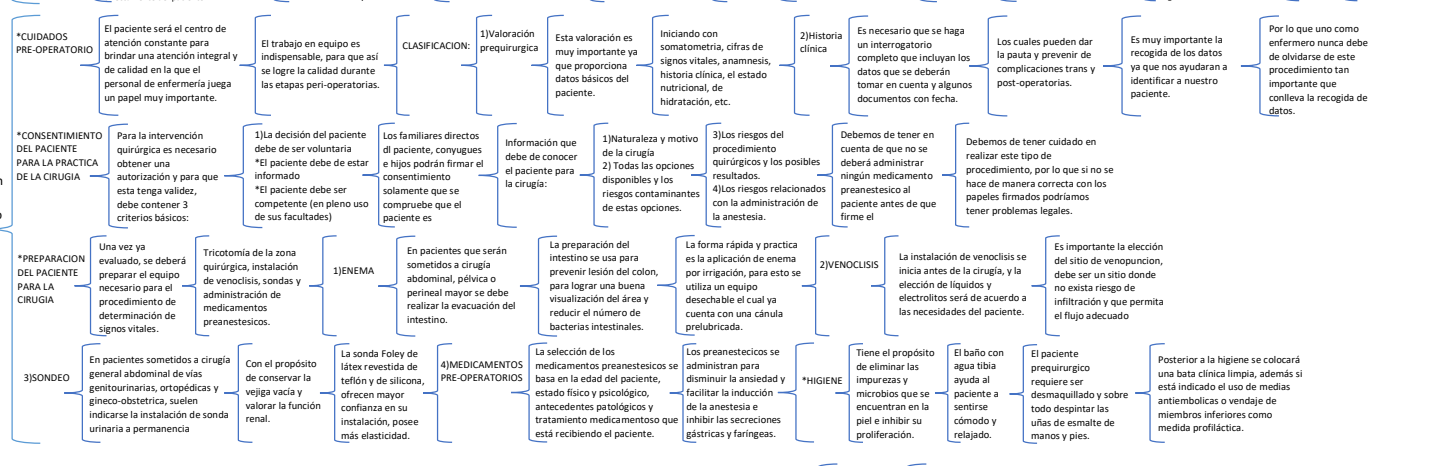 *CUIDADOS
PRE-OPERATORIO
El paciente será el centro de
atención constante para
brindar una atención integral y
de calidad en la que el
personal de enfermería juega
un papel muy importante.
El trabajo en equipo es
indispensable, para que así
se logre la calidad durante
las etapas peri-operatorias.
CLASIFICACION:
1)Valoración
prequirurgica
Esta valoración es
muy importante ya
que proporciona
datos básicos del
paciente.
Iniciando con
somatometria, cifras de
signos vitales, anamnesis,
historia clínica, el estado
nutricional, de
hidratación, etc.
2)Historia
clínica
Es necesario que se haga
un interrogatorio
completo que incluyan los
datos que se deberán
tomar en cuenta y algunos
documentos con fecha.
Los cuales pueden dar
la pauta y prevenir de
complicaciones trans y
post-operatorias.
Es muy importante la
recogida de los datos
ya que nos ayudaran a
identificar a nuestro
paciente.
Por lo que uno como
enfermero nunca debe
de olvidarse de este
procedimiento tan
importante que
conlleva la recogida de
datos.
*CONSENTIMIENTO
DEL PACIENTE
PARA LA PRACTICA
DE LA CIRUGIA
Para la intervención
quirúrgica es necesario
obtener una
autorización y para que
esta tenga validez,
debe contener 3
criterios básicos:
1)La decisión del paciente
debe de ser voluntaria
*El paciente debe de estar
informado
*El paciente debe ser
competente (en pleno uso
de sus facultades)
Los familiares directos
dl paciente, conyugues
e hijos podrán firmar el
consentimiento
solamente que se
compruebe que el
paciente es
Información que
debe de conocer
el paciente para
la cirugía:
1)Naturaleza y motivo
de la cirugía
2) Todas las opciones
disponibles y los
riesgos contaminantes
de estas opciones.
3)Los riesgos del
procedimiento
quirúrgicos y los posibles
resultados.
4)Los riesgos relacionados
con la administración de
la anestesia.
Debemos de tener en
cuenta de que no se
deberá administrar
ningún medicamento
preanestesico al
paciente antes de que
firme el
Debemos de tener cuidado en
realizar este tipo de
procedimiento, por lo que si no se
hace de manera correcta con los
papeles firmados podríamos
tener problemas legales.
*PREPARACION
DEL PACIENTE
PARA LA
CIRUGIA
Una vez ya
evaluado, se deberá
preparar el equipo
necesario para el
procedimiento de
determinación de
signos vitales.
Tricotomía de la zona
quirúrgica, instalación
de venoclisis, sondas y
administración de
medicamentos
preanestesicos.
1)ENEMA
En pacientes que serán
sometidos a cirugía
abdominal, pélvica o
perineal mayor se debe
realizar la evacuación del
intestino.
La preparación del
intestino se usa para
prevenir lesión del colon,
para lograr una buena
visualización del área y
reducir el número de
bacterias intestinales.
La forma rápida y practica
es la aplicación de enema
por irrigación, para esto se
utiliza un equipo
desechable el cual ya
cuenta con una cánula
prelubricada.
2)VENOCLISIS
La instalación de venoclisis se
inicia antes de la cirugía, y la
elección de líquidos y
electrolitos será de acuerdo a
las necesidades del paciente.
Es importante la elección
del sitio de venopuncion,
debe ser un sitio donde
no exista riesgo de
infiltración y que permita
el flujo adecuado
3)SONDEO
En pacientes sometidos a cirugía
general abdominal de vías
genitourinarias, ortopédicas y
gineco-obstetrica, suelen
indicarse la instalación de sonda
urinaria a permanencia
Con el propósito
de conservar la
vejiga vacía y
valorar la función
renal.
La sonda Foley de
látex revestida de
teflón y de silicona,
ofrecen mayor
confianza en su
instalación, posee
más elasticidad.
4)MEDICAMENTOS
PRE-OPERATORIOS
La selección de los
medicamentos preanestesicos se
basa en la edad del paciente,
estado físico y psicológico,
antecedentes patológicos y
tratamiento medicamentoso que
está recibiendo el paciente.
Los preanestecicos se
administran para
disminuir la ansiedad y
facilitar la inducción
de la anestesia e
inhibir las secreciones
gástricas y faríngeas.
*HIGIENE
Tiene el propósito
de eliminar las
impurezas y
microbios que se
encuentran en la
piel e inhibir su
proliferación.
El baño con
agua tibia
ayuda al
paciente a
sentirse
cómodo y
relajado.
El paciente
prequirurgico
requiere ser
desmaquillado y sobre
todo despintar las
uñas de esmalte de
manos y pies.
Posterior a la higiene se colocará
una bata clínica limpia, además si
está indicado el uso de medias
antiembolicas o vendaje de
miembros inferiores como
medida profiláctica.